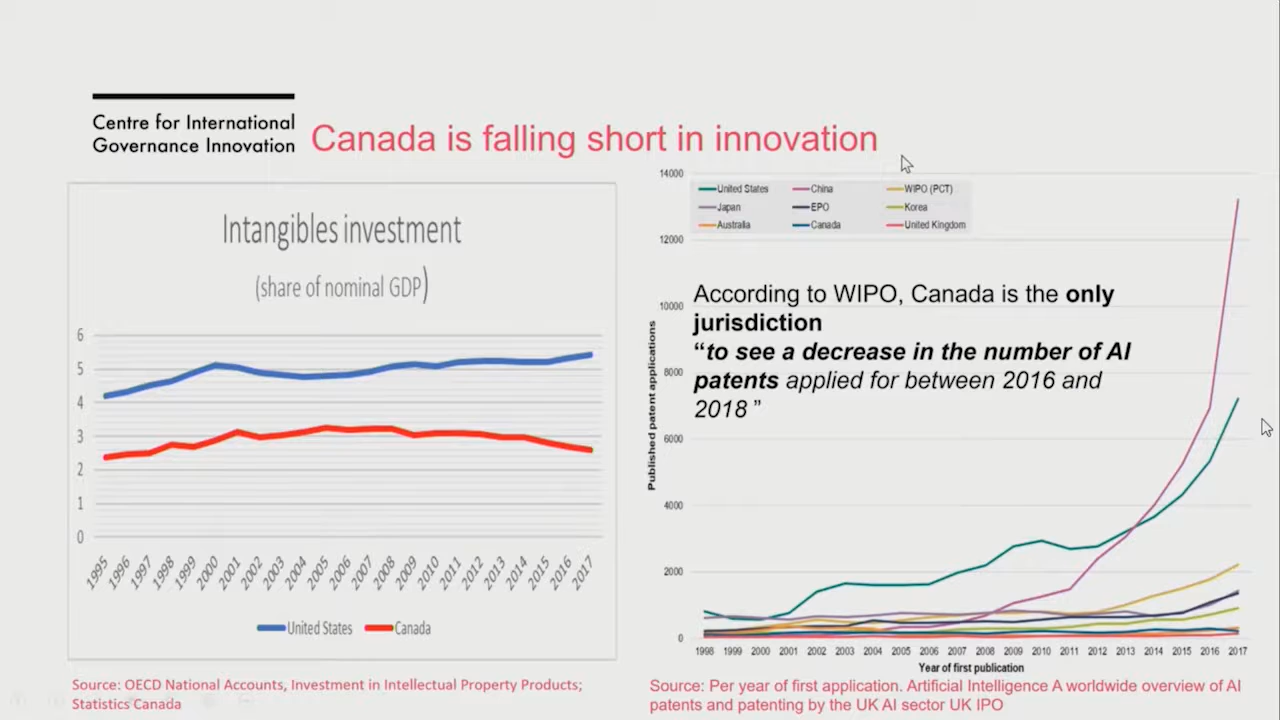 Centre for International
Governance Innovation
Canada is falling short in innovation
Intangibles investment
(share of nominal GDP)
6
5
4
3
2
1
0
1995 1996 1997 1998 1999 2000 2001 2002 2003 2004 2005 2006 2007 2008 2009 2010 2011 2012 2013 2014 2015 2016 2017
United States Canada
Source: OECD National Accounts, Investment in Intellectual Property Products;
Statistics Canada
14000
12000
10000
8000
6000
4000
2000
0
United States China WIPO (PCT)
Japan EPO Korea
Australia Canada United Kingdom
According to WIPO, Canada is the only
jurisdiction
“to see a decrease in the number of AI
patents applied for between 2016 and
2018 ”
Published patent applications
1998 1999 2000 2001 2002 2003 2004 2005 2006 2007 2008 2009 2010 2011 2012 2013 2014 2015 2016 2017
Year of first publication
Source: Per year of first application. Artificial Intelligence A worldwide overview of AI
patents and patenting by the UK AI sector UK IPO